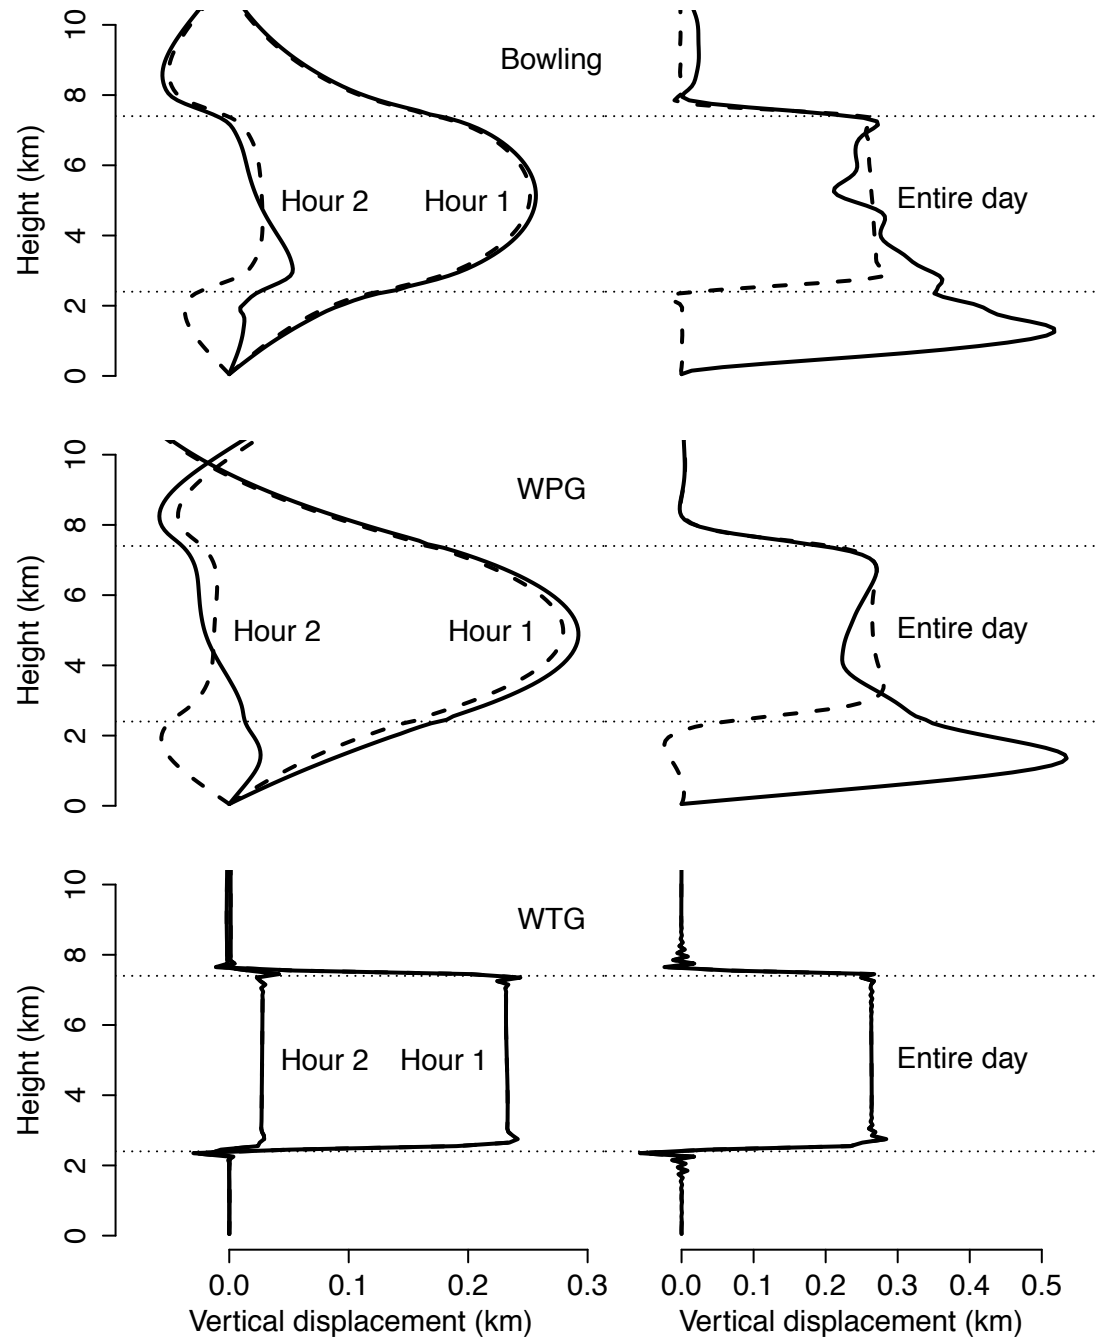 Bowling
Height (km)
10
8
6
4
2
0
Hour 2
Hour 1
Entire day
WPG
Height (km)
10
8
6
4
2
0
Hour 2
Hour 1
Entire day
WTG
Height (km)
10
8
6
4
2
0
Hour 2
Hour 1
Entire day
0.0 0.1 0.2 0.3
0.0 0.1 0.2 0.3 0.4 0.5
Vertical displacement (km)
Vertical displacement (km)